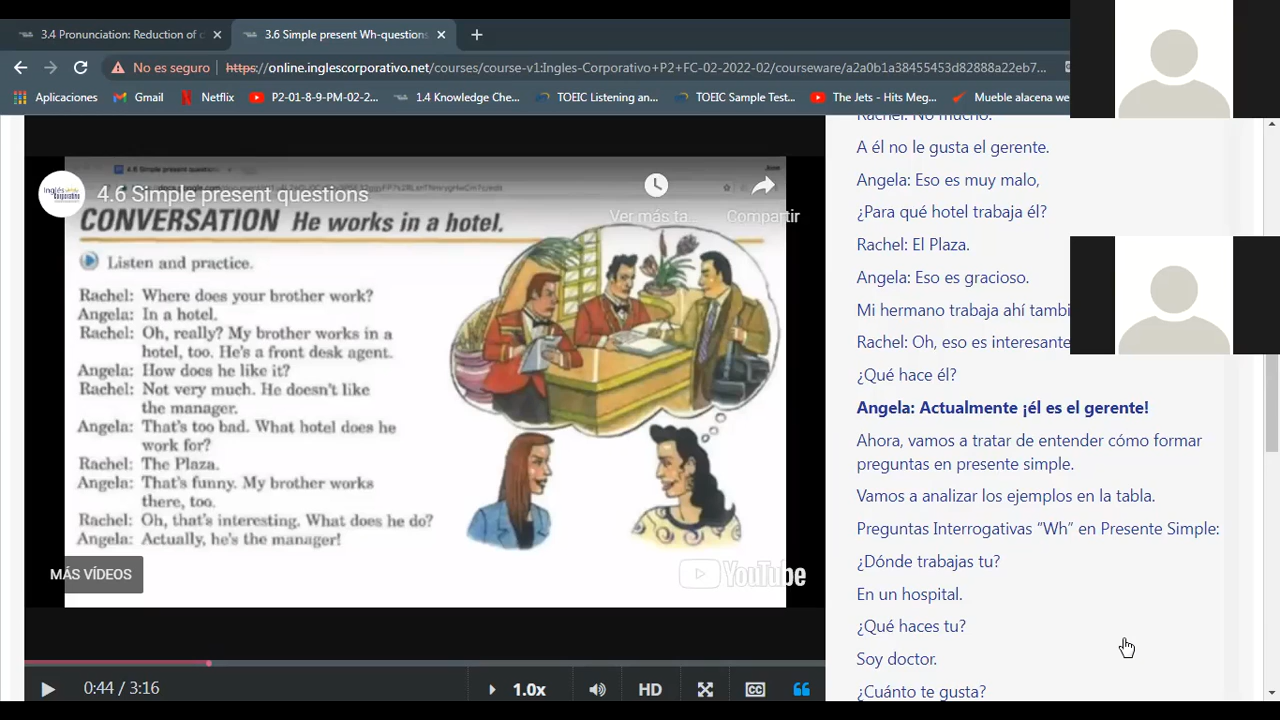 3.4 Pronunciation: Reduction of
3.6 Simple present Wh-questions
No es seguro
https://online.inglescorporativo.net/courses/course-v1:Ingles-Corporativo+P2+FC-02-2022-02/courseware/a2a0b1a38455453d82888a22eb7...
Aplicaciones
Gmail
Netflix
P2-01-8-9-PM-02-2...
1.4 Knowledge Che...
TOEIC Listening an...
TOEIC Sample Test...
The Jets - Hits Meg...
Mueble alacena we
4.6 Simple present questions
Inglés Corporativo
4.6 Simple present questions
Ver más ta...
Compartir
CONVERSATION He works in a hotel.
Listen and practice.
Rachel: Where does your brother work?
Angela: In a hotel.
Rachel: Oh, really? My brother works in a
hotel, too. He's a front desk agent.
Angela: How does he like it?
Rachel: Not very much. He doesn't like
the manager.
Angela: That's too bad. What hotel does he
work for?
Rachel: The Plaza.
Angela: That's funny. My brother works
there, too.
Rachel: Oh, that's interesting. What does he do?
Angela: Actually, he's the manager!
MÁS VÍDEOS
YouTube
0:44 / 3:16
1.0x
HD
CC
Rachel: No mucho.
A él no le gusta el gerente.
Angela: Eso es muy malo,
¿Para qué hotel trabaja él?
Rachel: El Plaza.
Angela: Eso es gracioso.
Mi hermano trabaja ahí tambi
Rachel: Oh, eso es interesante
¿Qué hace él?
Angela: Actualmente ¡él es el gerente!
Ahora, vamos a tratar de entender cómo formar
preguntas en presente simple.
Vamos a analizar los ejemplos en la tabla.
Preguntas Interrogativas “Wh” en Presente Simple:
¿Dónde trabajas tu?
En un hospital.
¿Qué haces tu?
Soy doctor.
¿Cuánto te gusta?